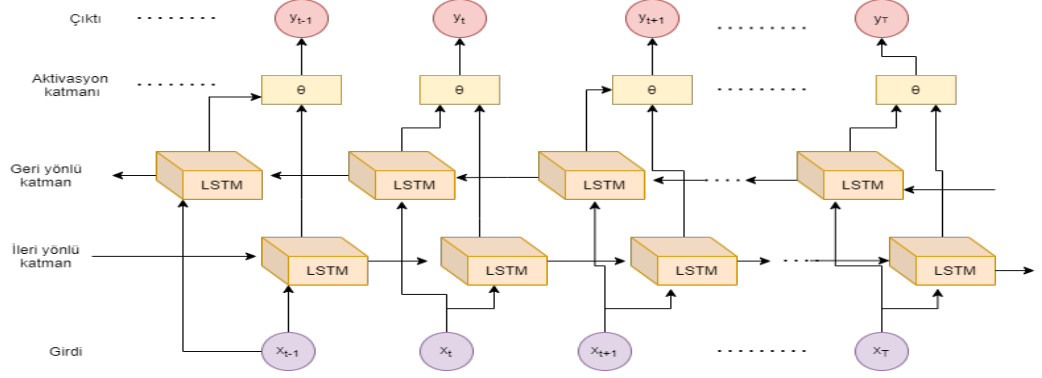 Çıktı ........ y t-1 y t y t+1 ........ y T
Aktivasyon
katmanı ........ Θ Θ Θ ........ Θ
Geri yönlü
katman LSTM LSTM LSTM LSTM
İleri yönlü
katman LSTM LSTM LSTM LSTM
Girdi x t-1 x t x t+1 ........ x T